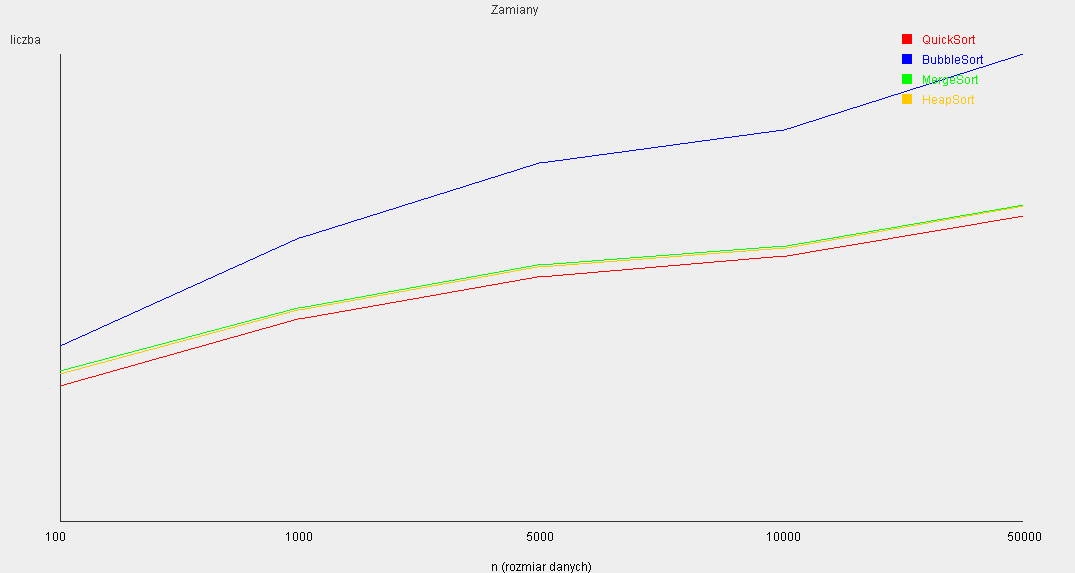 Zamiany
liczba
QuickSort
BubbleSort
MergeSort
HeapSort
100 1000 5000 10000 50000
n (rozmiar danych)